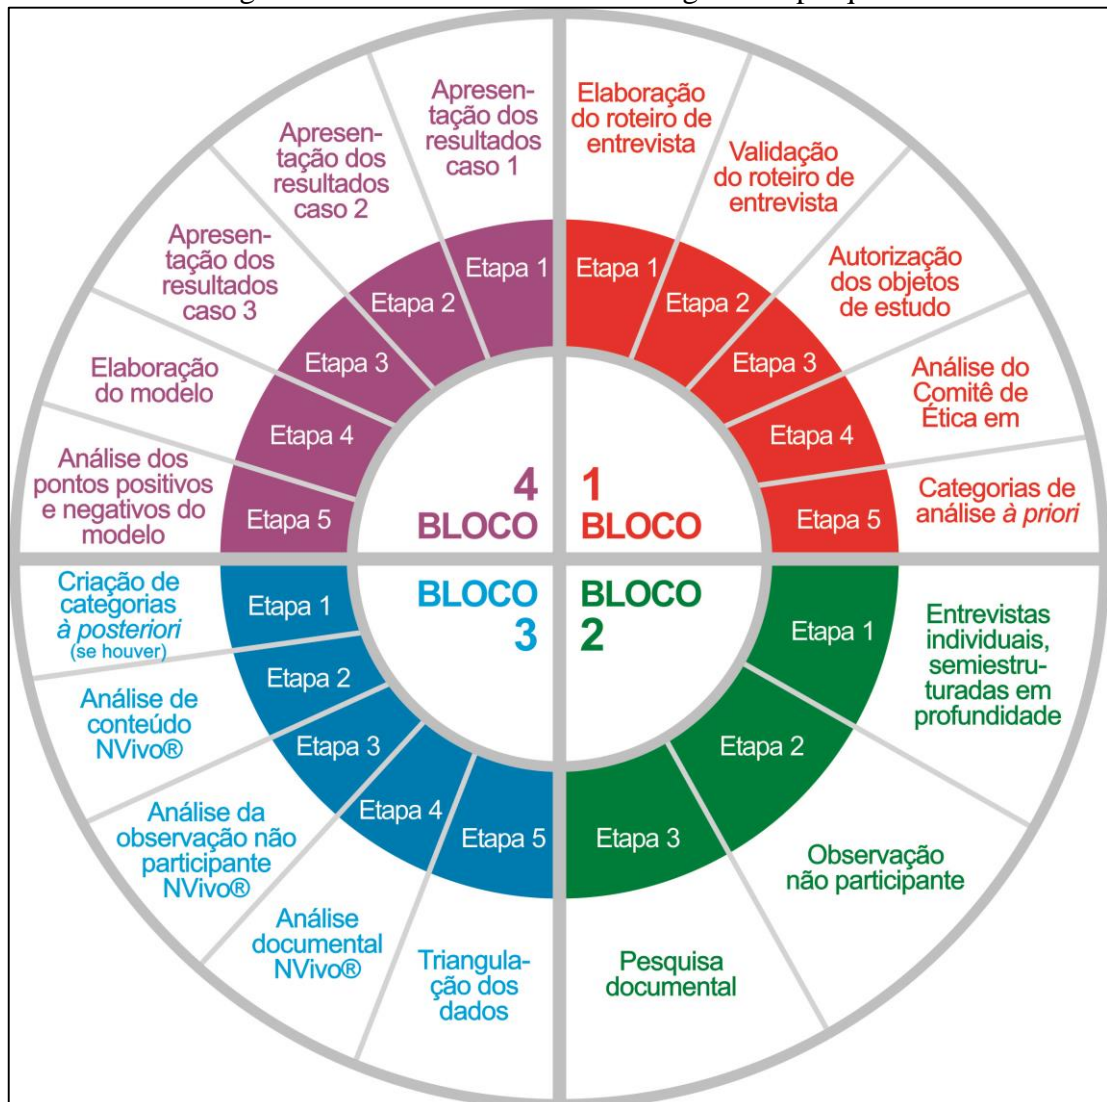 Elaboração
do roteiro de
entrevista
Etapa 1
Validação
do roteiro de
entrevista
Etapa 2
Autorização
dos objetos
de estudo
Etapa 3
Análise do
Comitê de
Ética em
Etapa 4
Categorias de
análise à priori
Etapa 5
1
BLOCO
Entrevistas
individuais,
semiestru-
turadas em
profundidade
Etapa 1
Observação
não participante
Etapa 2
Pesquisa
documental
Etapa 3
BLOCO
2
Criação de
categorias
à posteriori
(se houver)
Etapa 1
Análise de
conteúdo
NVivo®
Etapa 2
Análise da
observação não
participante
NVivo®
Etapa 3
Análise
documental
NVivo®
Etapa 4
Triangula-
ção dos
dados
Etapa 5
BLOCO
3
Apresen-
tação dos
resultados
caso 1
Etapa 1
Apresen-
tação dos
resultados
caso 2
Etapa 2
Apresen-
tação dos
resultados
caso 3
Etapa 3
Elaboração
do modelo
Etapa 4
Análise dos
pontos positivos
e negativos do
modelo
Etapa 5
4
BLOCO